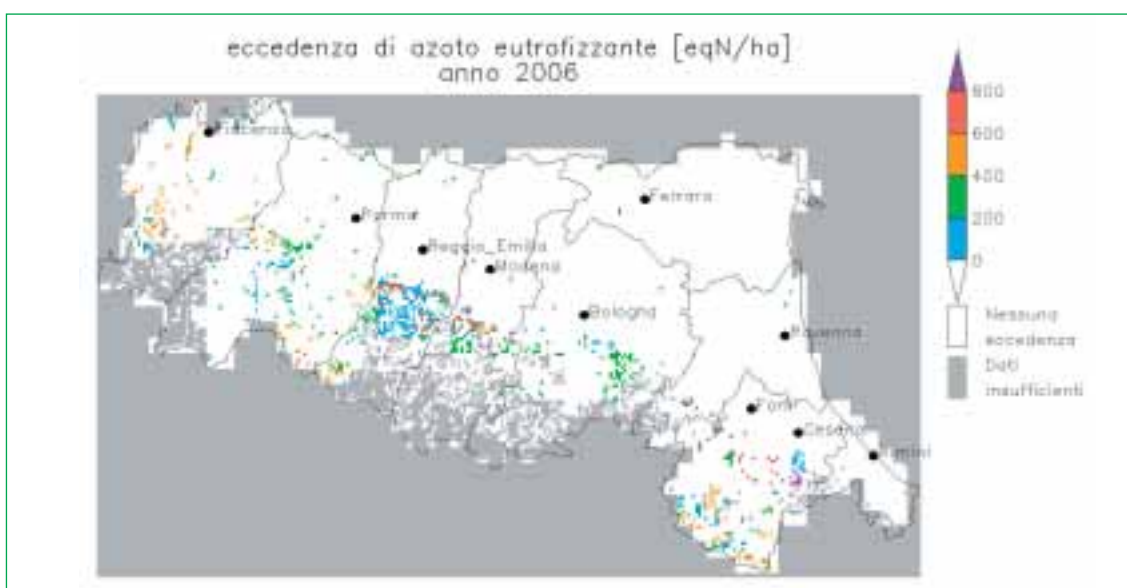 eccedenza di azoto eutrofizzante [eqN/ha]
anno 2006
800
600
400
200
0
Nessuna
eccedenza
Dati
insufficienti
Piacenza
Parma
Reggio_Emilia
Modena
Ferrara
Bologna
Ravenna
Forli
Cesena
Rimini